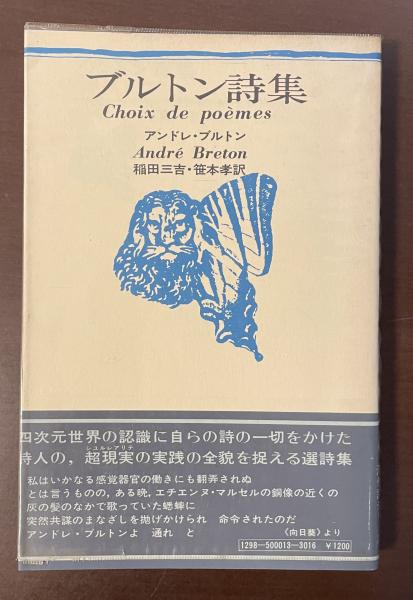 ブルトン詩集
Choix de poèmes
アンドレ・ブルトン
André Breton
稲田三吉・笹本孝訳
四次元世界の認識に自らの詩の一切をかけた
シュルレアリテ
詩人の，超現実の実践の全貌を捉える選詩集
私はいかなる感覚器官の働きにも翻弄されぬ
とは言うものの，ある晩，エチエンヌ・マルセルの銅像の近くの
灰の髪のなかで歌っていた蟋蟀に
突然共謀のまなざしを抛げかけられ　命令されたのだ
アンドレ・ブルトンよ　通れ　と
《向日葵》より
1298—500013—3016　¥1200